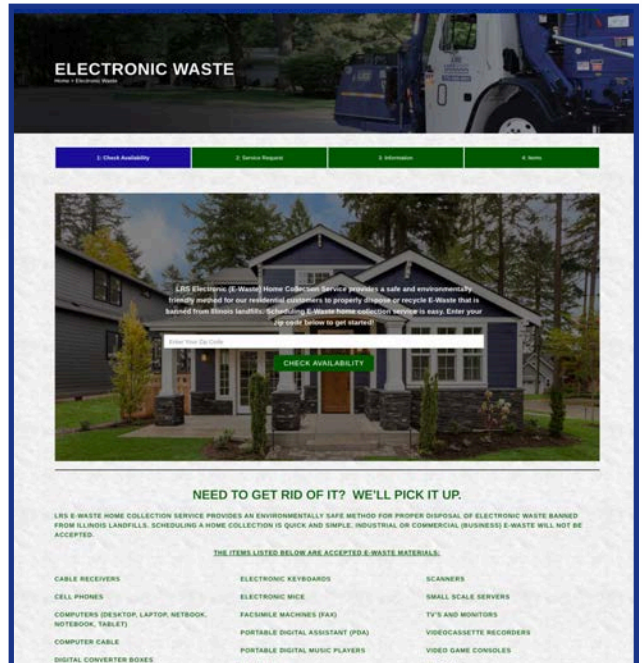 ELECTRONIC WASTE
Home > Electronic Waste
1: Check Availability
2: Service Request
3: Information
4: Items
LRS Electronic (E-Waste) Home Collection Service provides a safe and environmentally
friendly method for our residential customers to properly dispose or recycle E-Waste that is
banned from Illinois landfills. Scheduling E-Waste home collection service is easy. Enter your
zip code below to get started!
Enter Your Zip Code
CHECK AVAILABILITY
NEED TO GET RID OF IT? WE'LL PICK IT UP.
LRS E-WASTE HOME COLLECTION SERVICE PROVIDES AN ENVIRONMENTALLY SAFE METHOD FOR PROPER DISPOSAL OF ELECTRONIC WASTE BANNED
FROM ILLINOIS LANDFILLS. SCHEDULING A HOME COLLECTION IS QUICK AND SIMPLE. INDUSTRIAL OR COMMERCIAL (BUSINESS) E-WASTE WILL NOT BE
ACCEPTED.
THE ITEMS LISTED BELOW ARE ACCEPTED E-WASTE MATERIALS:
CABLE RECEIVERS
CELL PHONES
COMPUTERS (DESKTOP, LAPTOP, NETBOOK,
NOTEBOOK, TABLET)
COMPUTER CABLE
DIGITAL CONVERTER BOXES
ELECTRONIC KEYBOARDS
ELECTRONIC MICE
FACSIMILE MACHINES (FAX)
PORTABLE DIGITAL ASSISTANT (PDA)
PORTABLE DIGITAL MUSIC PLAYERS
SCANNERS
SMALL SCALE SERVERS
TV'S AND MONITORS
VIDEOCASSETTE RECORDERS
VIDEO GAME CONSOLES